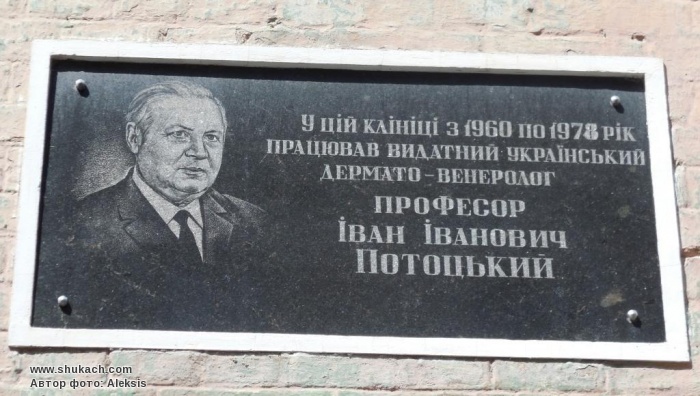 У ЦІЙ КЛІНІЦІ З 1960 ПО 1978 РІК
ПРАЦЮВАВ ВИДАТНИЙ УКРАЇНСЬКИЙ
ДЕРМАТО-ВЕНЕРОЛОГ
ПРОФЕСОР
ІВАН ІВАНОВИЧ
ПОТОЦЬКИЙ
www.shukach.com
Автор фото: Aleksis